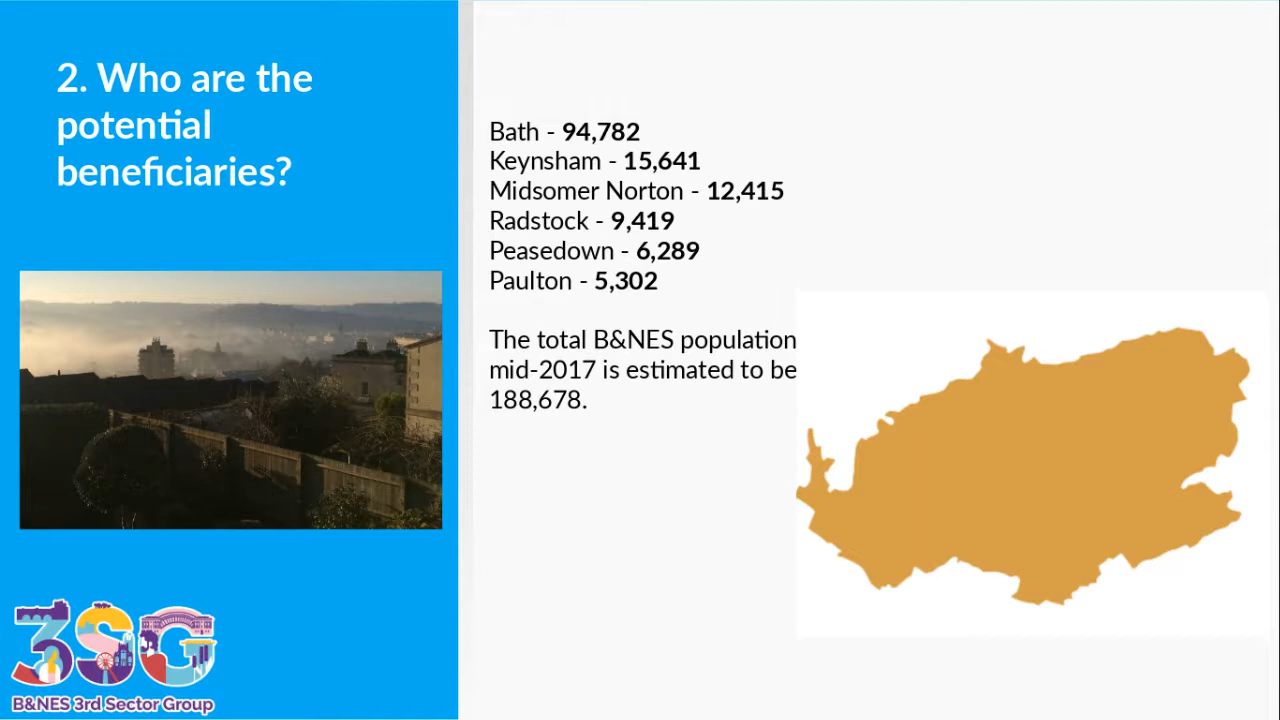 2. Who are the
potential
beneficiaries?
Bath - 94,782
Keynsham - 15,641
Midsomer Norton - 12,415
Radstock - 9,419
Peasedown - 6,289
Paulton - 5,302
The total B&NES population
mid-2017 is estimated to be
188,678.
3SG
B&NES 3rd Sector Group